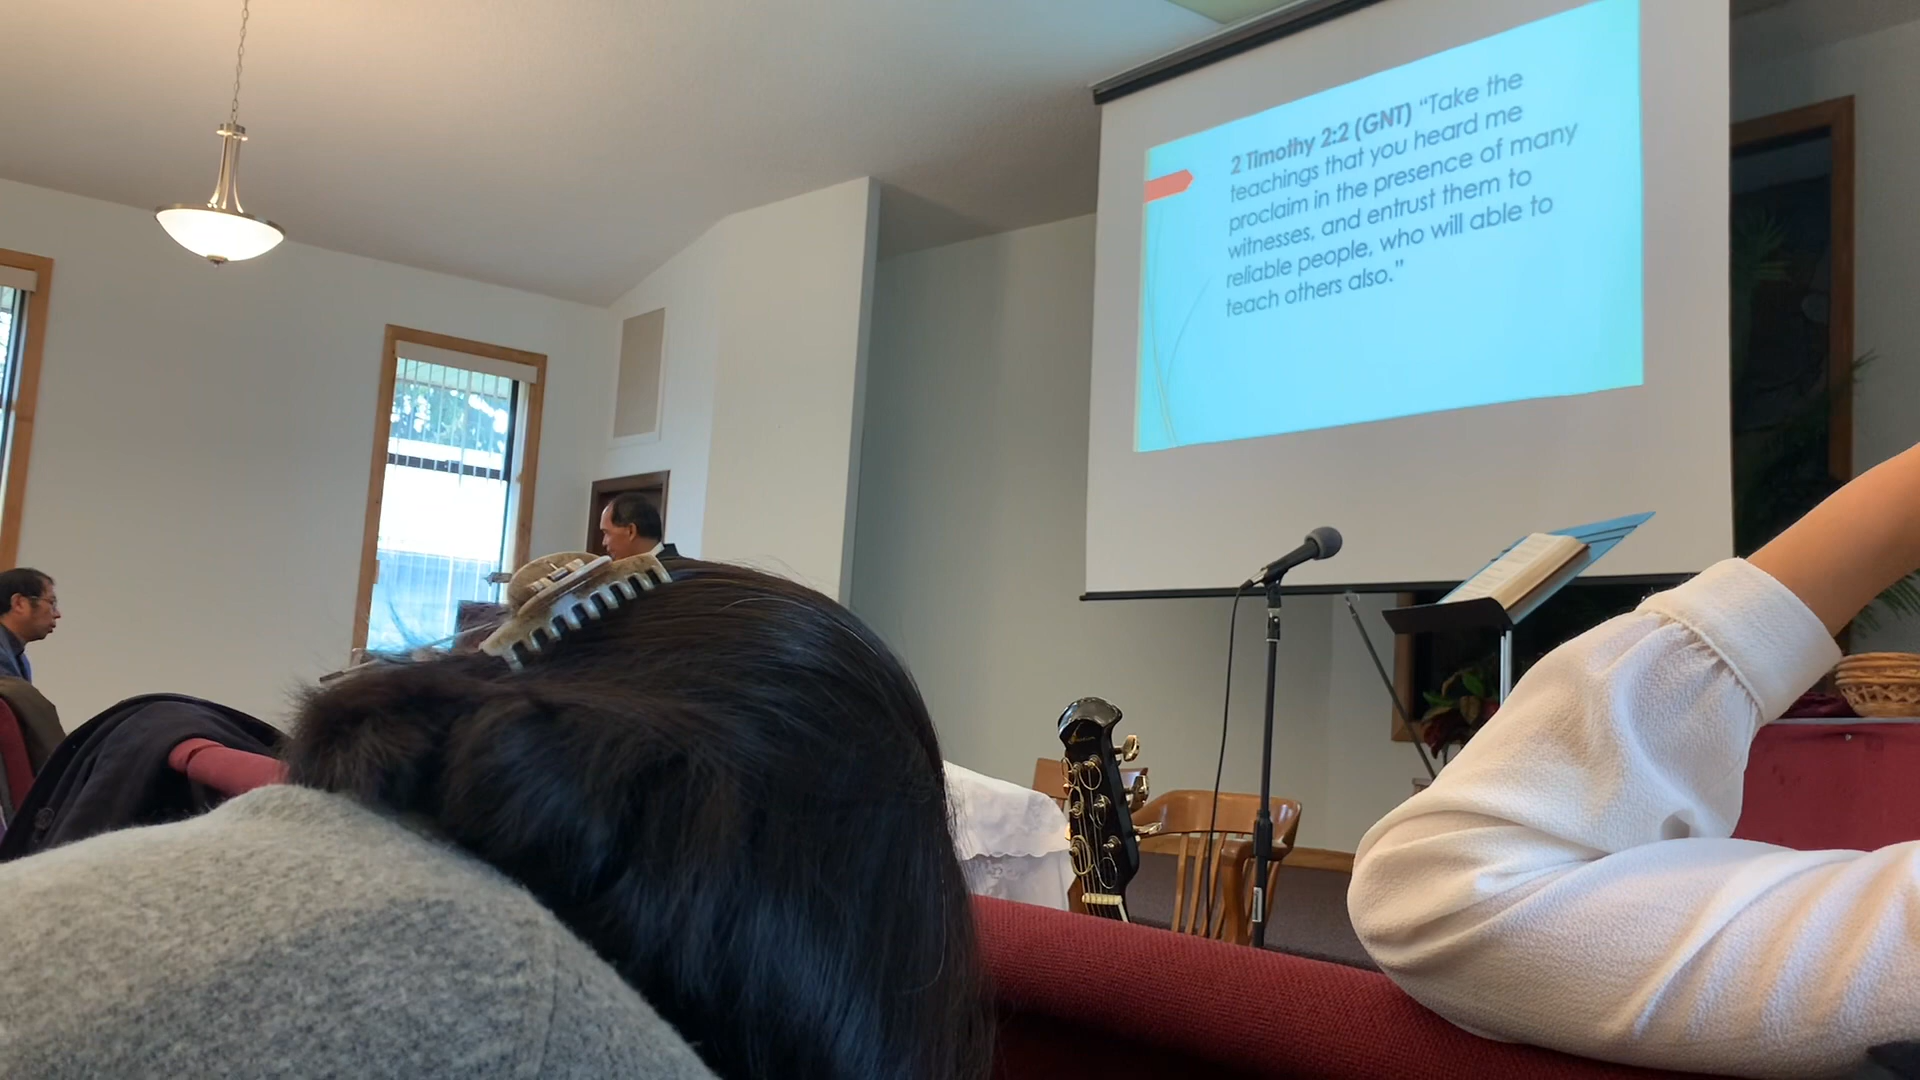 2 Timothy 2:2 (GNT) “Take the
teachings that you heard me
proclaim in the presence of many
witnesses, and entrust them to
reliable people, who will able to
teach others also.”